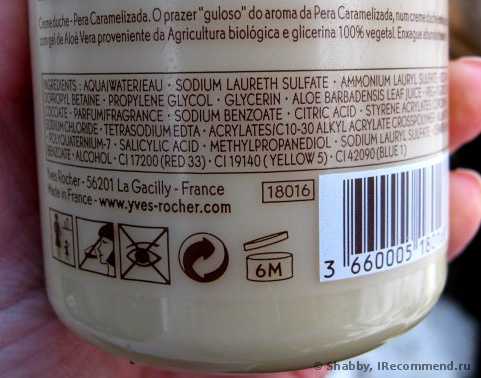 Creme duche - Pera Caramelizada. O prazer "guloso" do aroma da Pera Caramelizada, num creme duche
com gel de Aloé Vera proveniente da Agricultura biológica e glicerina 100% vegetal. Enxague
INGREDIENTS : AQUA/WATER/EAU · SODIUM LAURETH SULFATE · AMMONIUM LAURYL SULFATE ·
BETAINE · PROPYLENE GLYCOL · GLYCERIN · ALOE BARBADENSIS LEAF JUICE ·
COCOATE · PARFUM/FRAGRANCE · SODIUM BENZOATE · CITRIC ACID · STYRENE/ACRYLATES
SODIUM CHLORIDE · TETRASODIUM EDTA · ACRYLATES/C10-30 ALKYL ACRYLATE CROSSPOLYMER
· POLYQUATERNIUM-7 · SALICYLIC ACID · METHYLPROPANEDIOL · SODIUM LAURYL SULFATE ·
BENZOATE · ALCOHOL · CI 17200 (RED 33) · CI 19140 (YELLOW 5) · CI 42090 (BLUE 1)
Yves Rocher - 56201 La Gacilly - France
Made in France - www.yves-rocher.com
18016
6M
3 660005 1801
© Shabby, IRecommend.ru